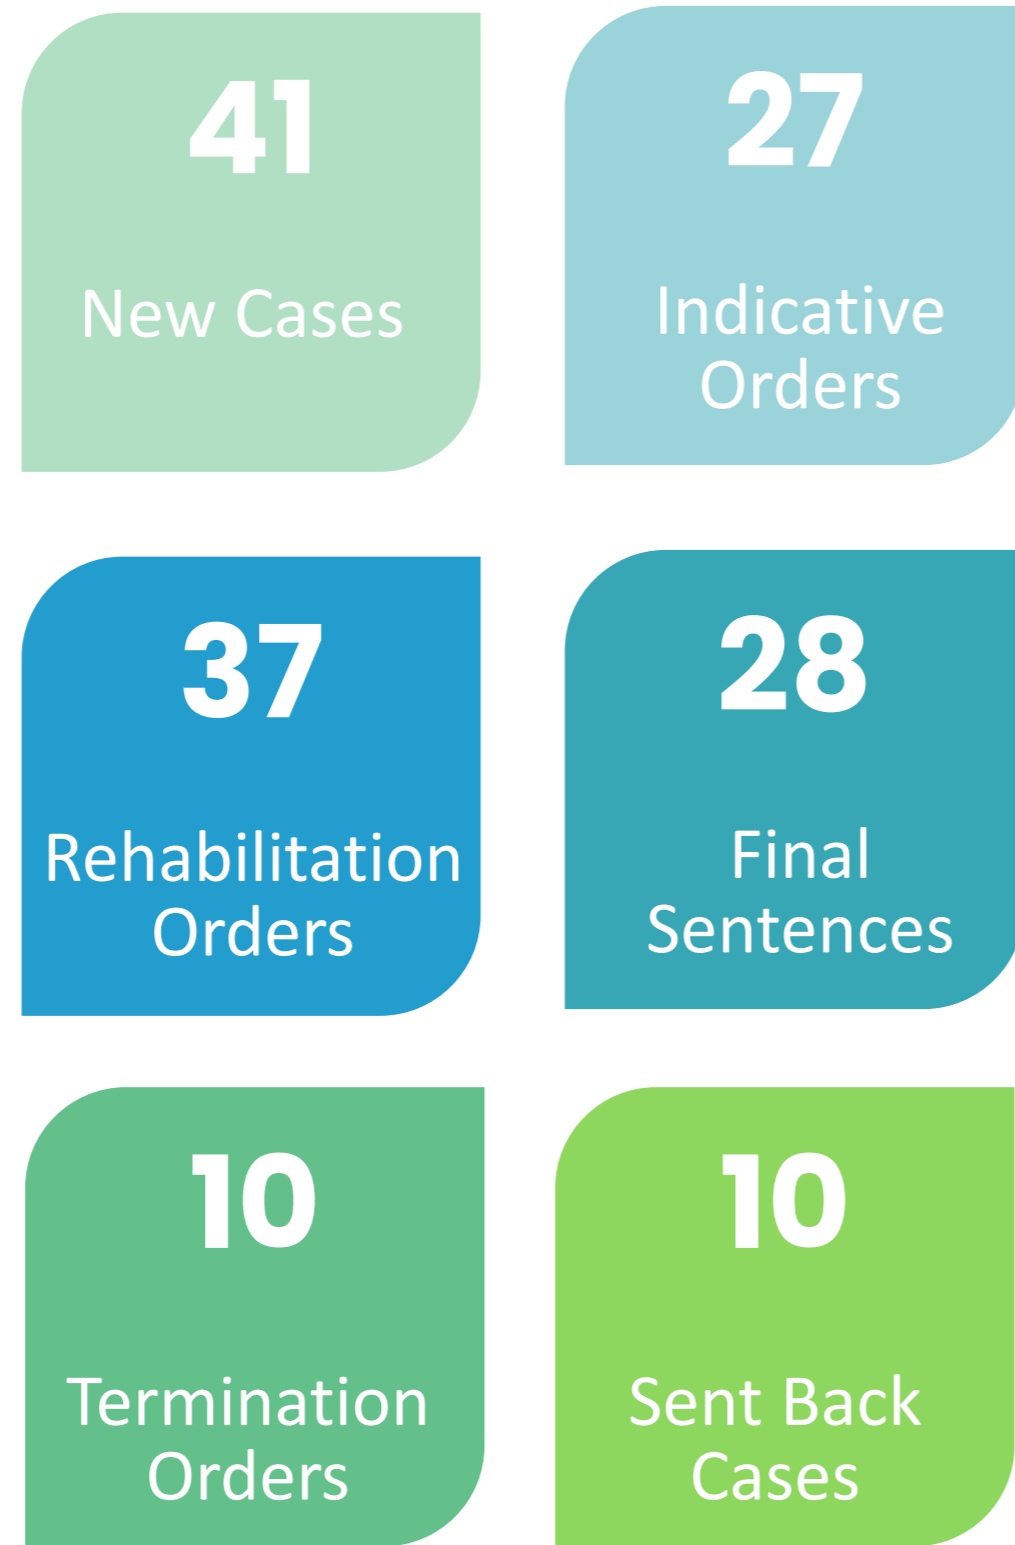 41
New Cases
27
Indicative
Orders
37
Rehabilitation
Orders
28
Final
Sentences
10
Termination
Orders
10
Sent Back
Cases